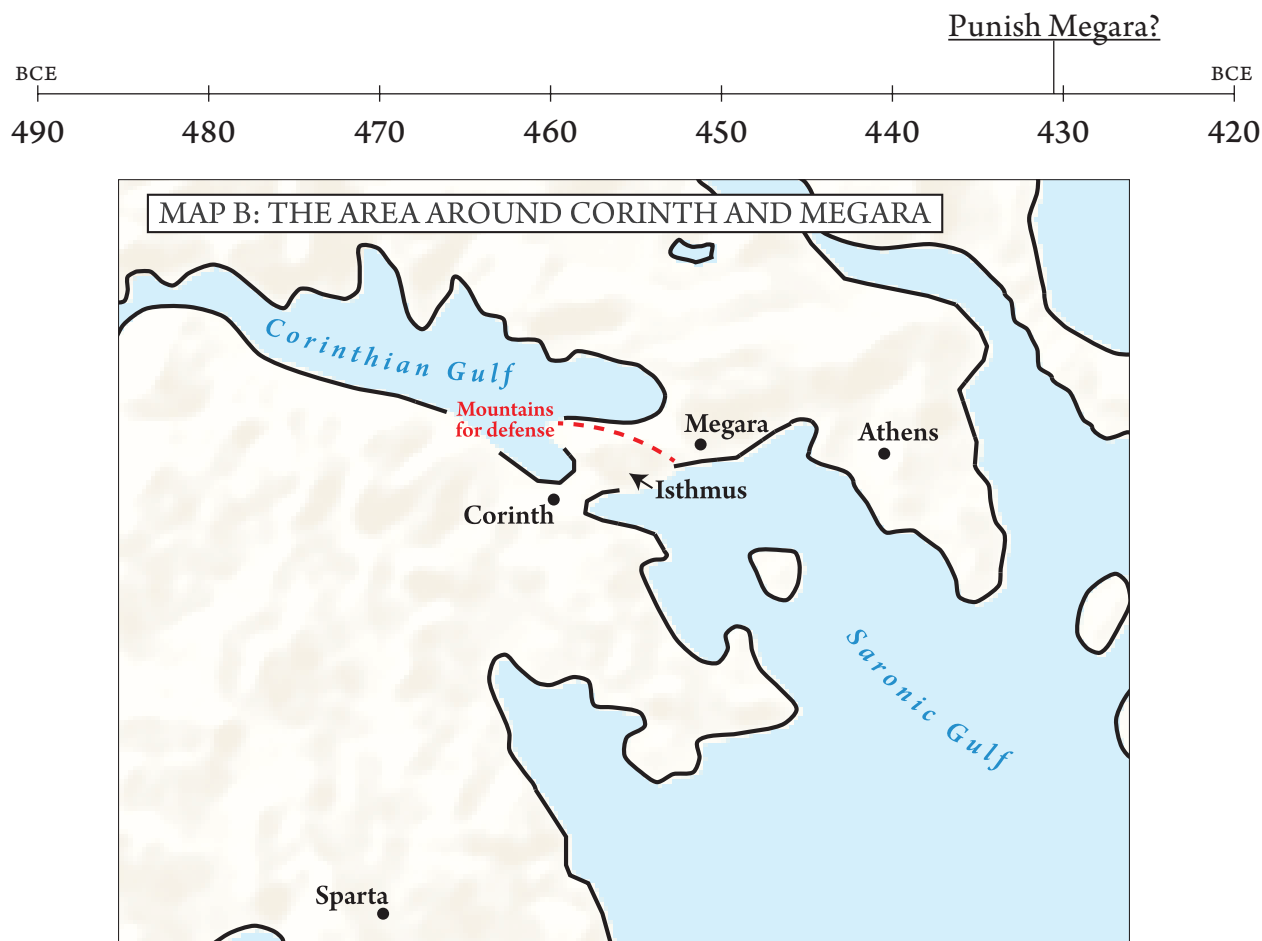 Punish Megara?
BCE BCE
490 480 470 460 450 440 430 420
MAP B: THE AREA AROUND CORINTH AND MEGARA
Corinthian Gulf
Mountains
for defense
Megara
Athens
Isthmus
Corinth
Saronic Gulf
Sparta